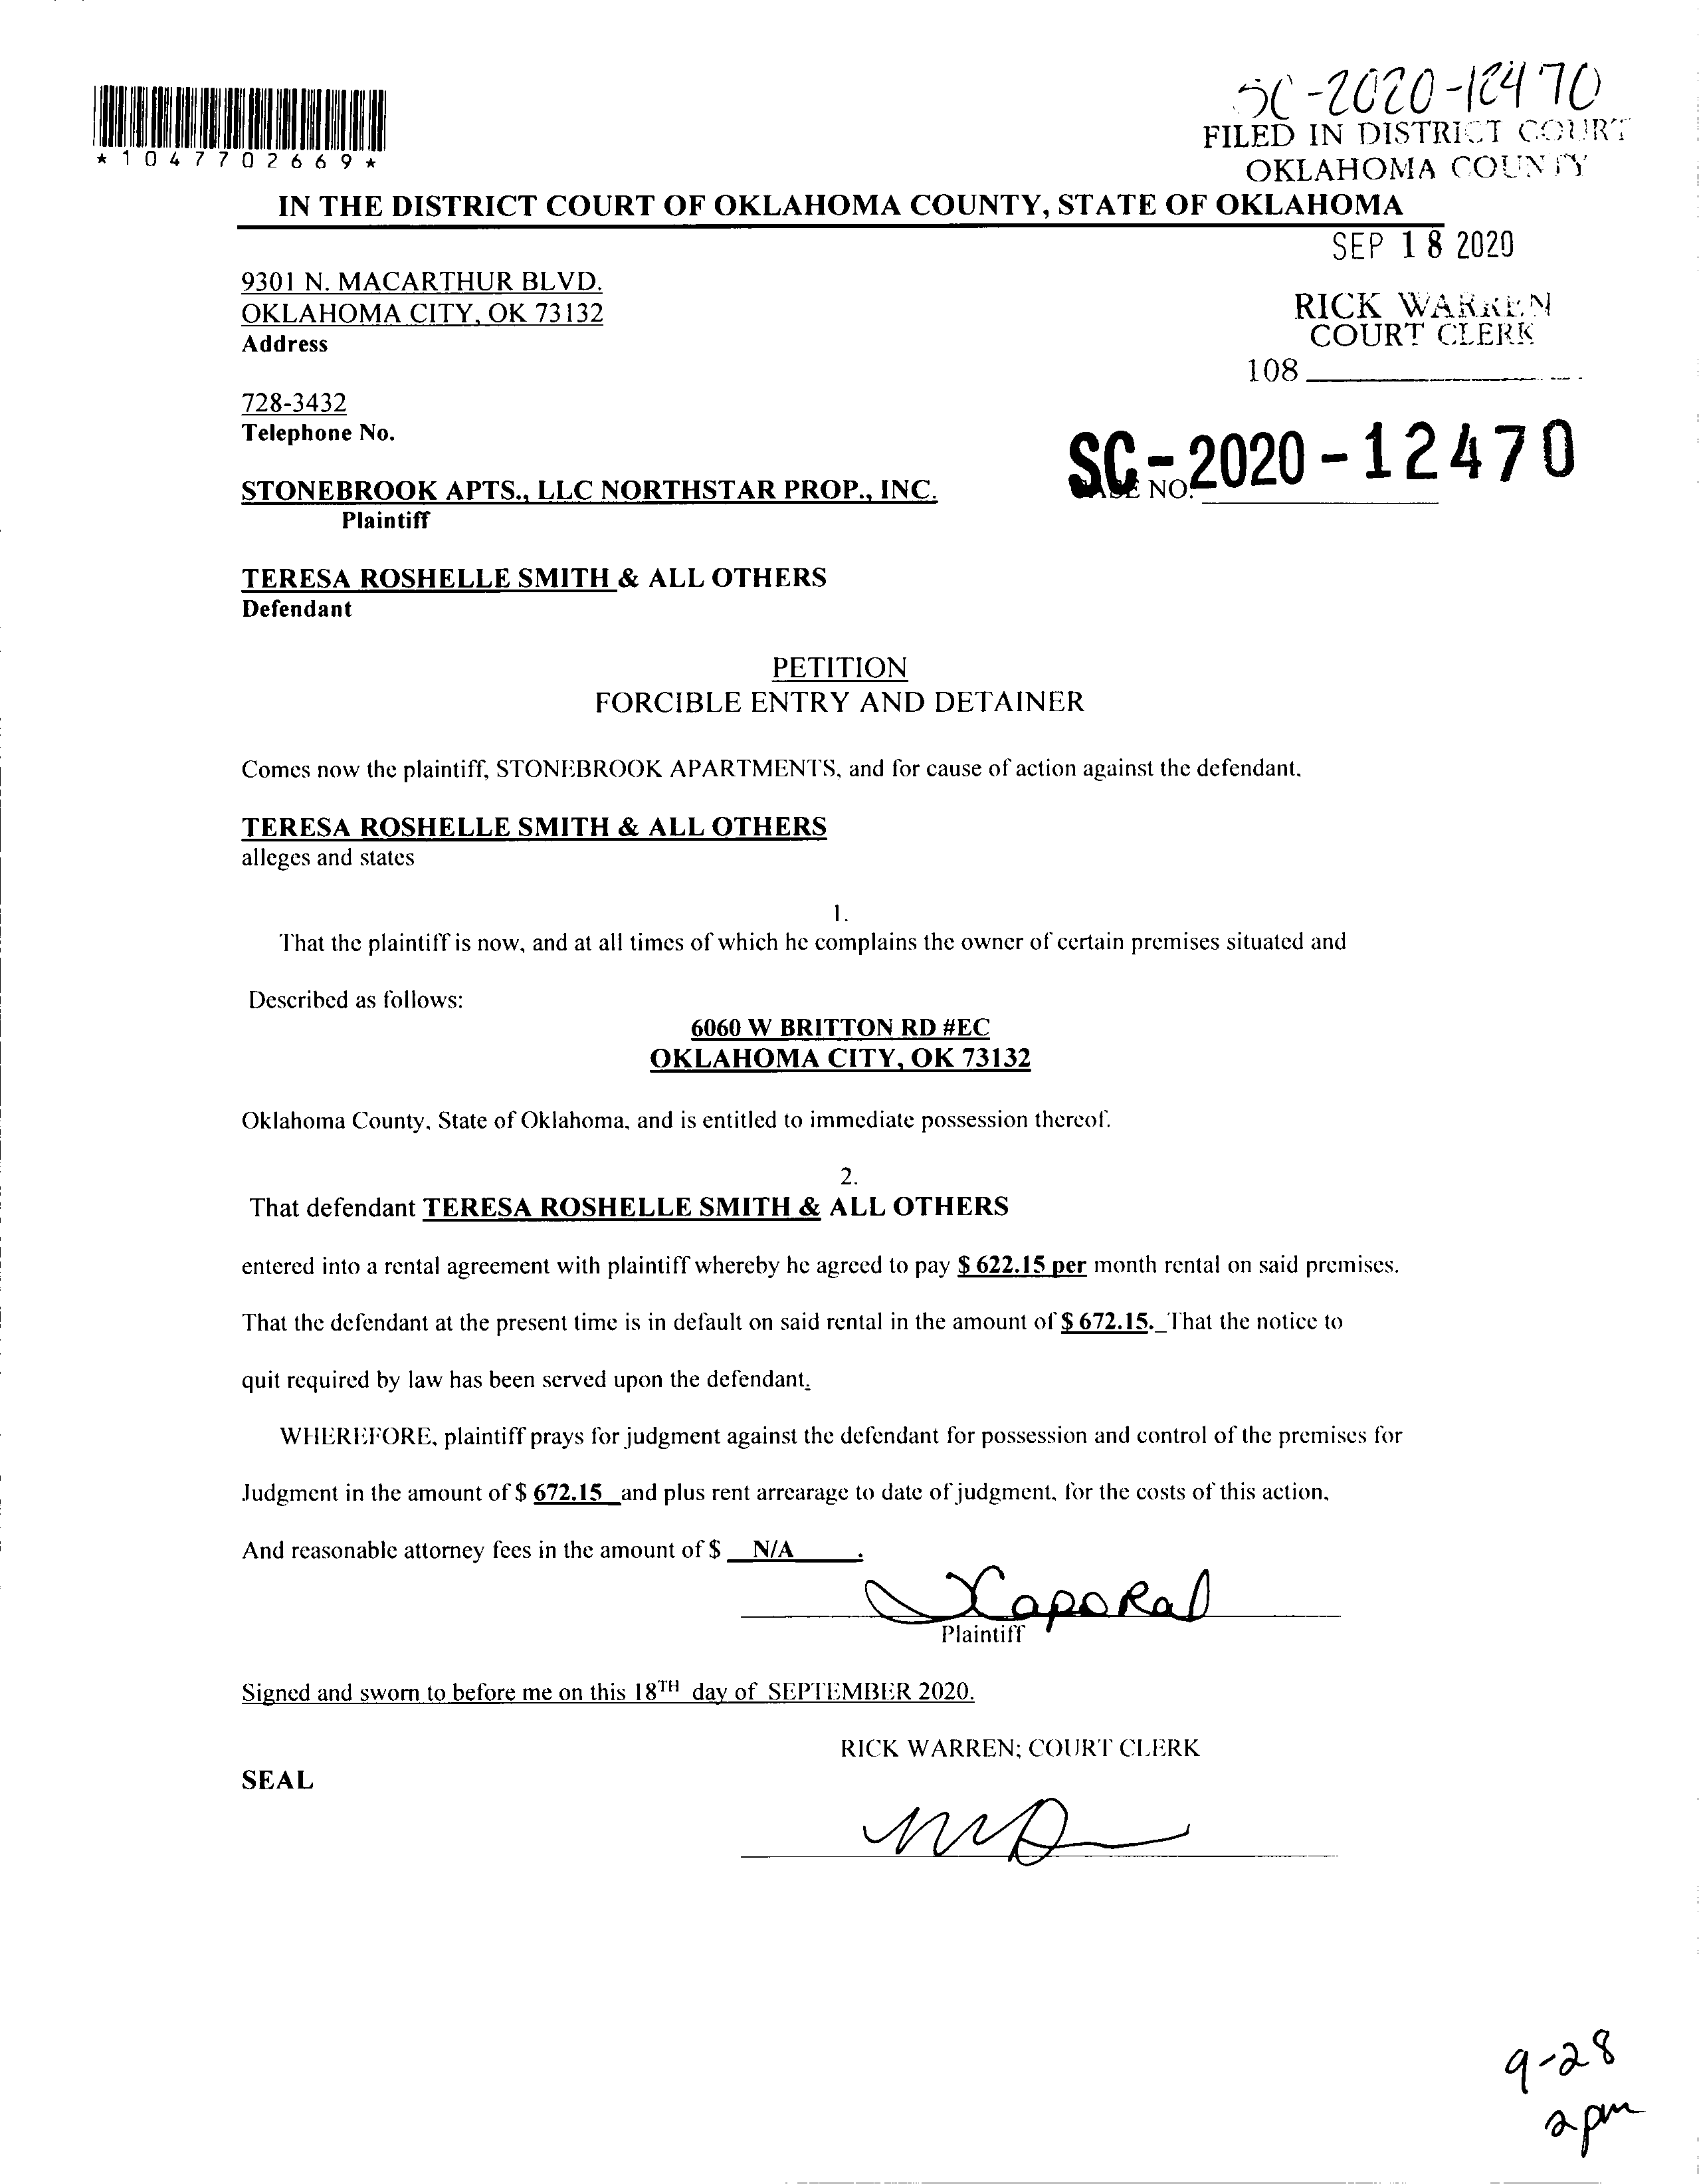 SC-2020-12470
*1047702669*
FILED IN DISTRICT COURT
OKLAHOMA COUNTY
IN THE DISTRICT COURT OF OKLAHOMA COUNTY, STATE OF OKLAHOMA
SEP 18 2020
9301 N. MACARTHUR BLVD.
OKLAHOMA CITY, OK 73132
Address
RICK WARREN
COURT CLERK
108
728-3432
Telephone No.
SC-2020-12470
CASE NO.
STONEBROOK APTS., LLC NORTHSTAR PROP., INC.
Plaintiff
TERESA ROSHELLE SMITH & ALL OTHERS
Defendant
PETITION
FORCIBLE ENTRY AND DETAINER
Comes now the plaintiff, STONEBROOK APARTMENTS, and for cause of action against the defendant.
TERESA ROSHELLE SMITH & ALL OTHERS
alleges and states
1.
That the plaintiff is now, and at all times of which he complains the owner of certain premises situated and
Described as follows:
6060 W BRITTON RD #EC
OKLAHOMA CITY, OK 73132
Oklahoma County, State of Oklahoma, and is entitled to immediate possession thereof.
2.
That defendant TERESA ROSHELLE SMITH & ALL OTHERS
entered into a rental agreement with plaintiff whereby he agreed to pay $ 622.15 per month rental on said premises.
That the defendant at the present time is in default on said rental in the amount of $ 672.15._That the notice to
quit required by law has been served upon the defendant.
WHEREFORE, plaintiff prays for judgment against the defendant for possession and control of the premises for
Judgment in the amount of $ 672.15 _and plus rent arrearage to date of judgment, for the costs of this action,
And reasonable attorney fees in the amount of $ __N/A____.
Plaintiff
Signed and sworn to before me on this 18TH day of SEPTEMBER 2020.
RICK WARREN; COURT CLERK
SEAL
9-28
2pm